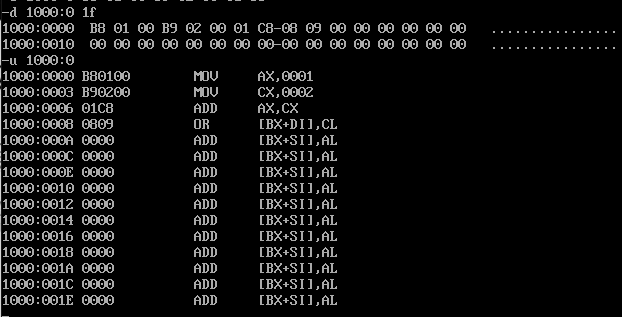 -d 1000:0 1f
1000:0000  B8 01 00 B9 02 00 01 C8-08 09 00 00 00 00 00 00   ................
1000:0010  00 00 00 00 00 00 00 00-00 00 00 00 00 00 00 00   ................
-u 1000:0
1000:0000 B80100        MOV     AX,0001
1000:0003 B90200        MOV     CX,0002
1000:0006 01C8          ADD     AX,CX
1000:0008 0809          OR      [BX+DI],CL
1000:000A 0000          ADD     [BX+SI],AL
1000:000C 0000          ADD     [BX+SI],AL
1000:000E 0000          ADD     [BX+SI],AL
1000:0010 0000          ADD     [BX+SI],AL
1000:0012 0000          ADD     [BX+SI],AL
1000:0014 0000          ADD     [BX+SI],AL
1000:0016 0000          ADD     [BX+SI],AL
1000:0018 0000          ADD     [BX+SI],AL
1000:001A 0000          ADD     [BX+SI],AL
1000:001C 0000          ADD     [BX+SI],AL
1000:001E 0000          ADD     [BX+SI],AL